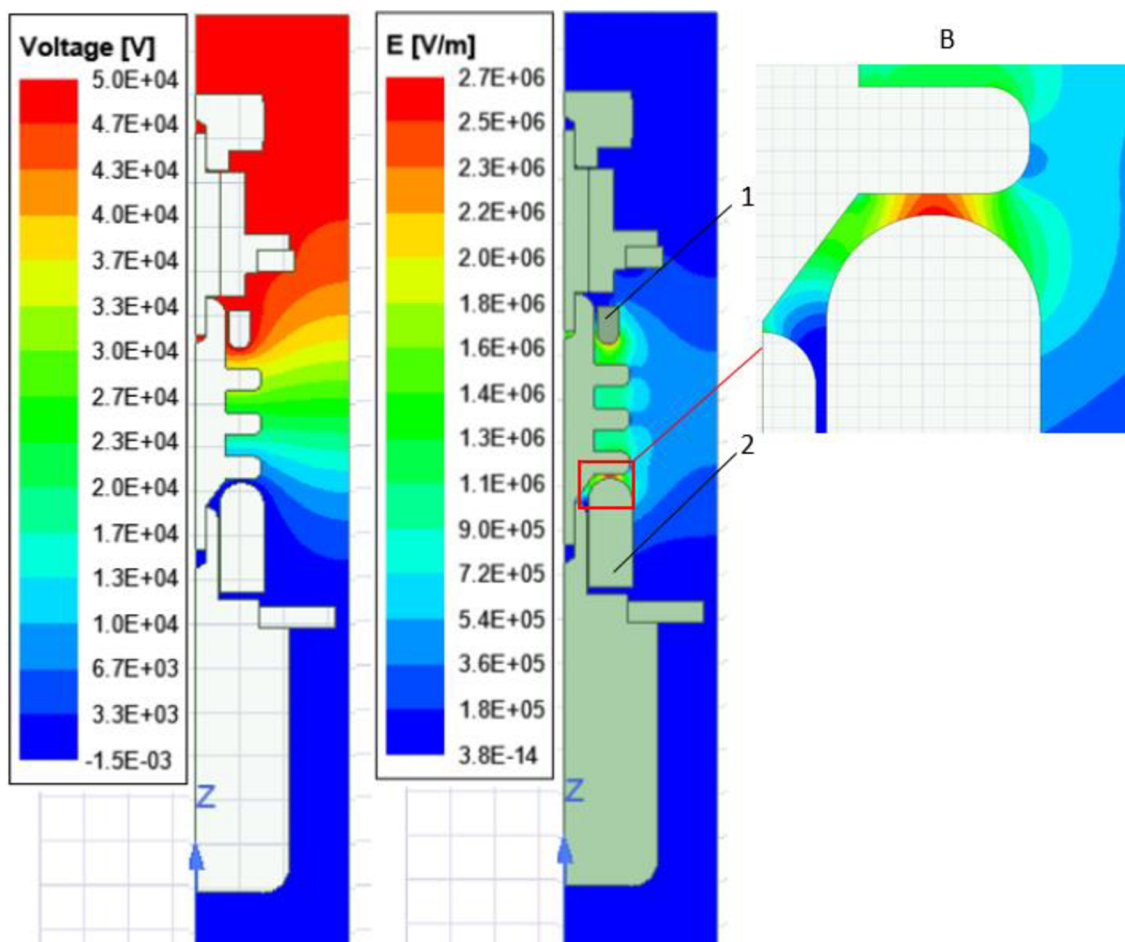 Voltage [V]
5.0E+04
4.7E+04
4.3E+04
4.0E+04
3.7E+04
3.3E+04
3.0E+04
2.7E+04
2.3E+04
2.0E+04
1.7E+04
1.3E+04
1.0E+04
6.7E+03
3.3E+03
-1.5E-03
Z
E [V/m]
2.7E+06
2.5E+06
2.3E+06
2.2E+06
2.0E+06
1.8E+06
1.6E+06
1.4E+06
1.3E+06
1.1E+06
9.0E+05
7.2E+05
5.4E+05
3.6E+05
1.8E+05
3.8E-14
Z
B
1
2